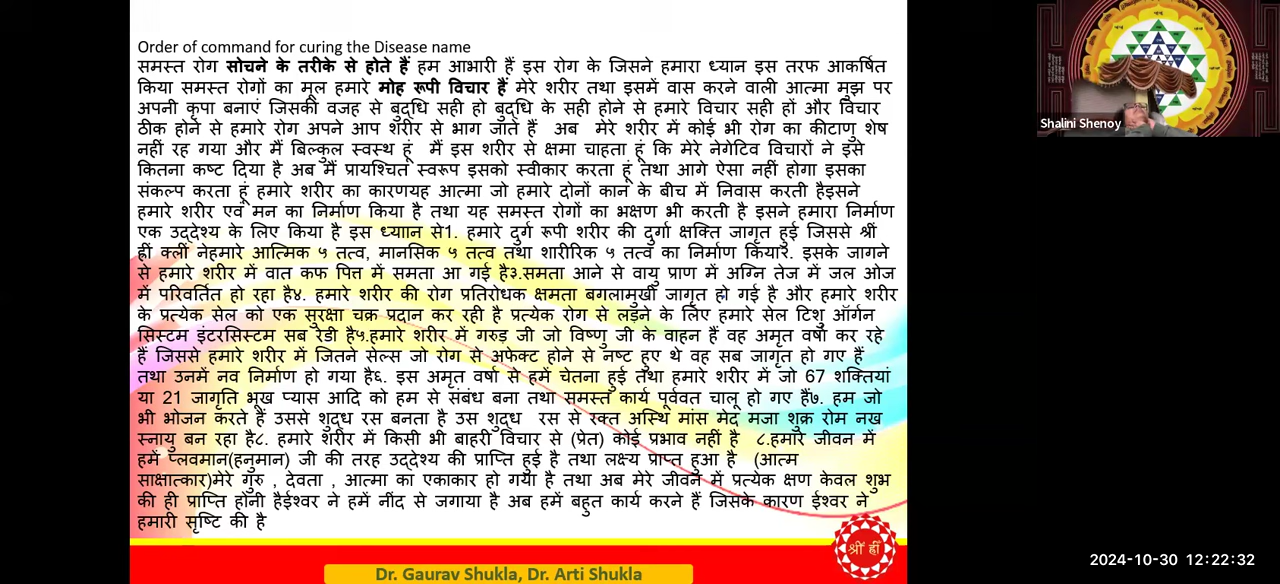 Order of command for curing the Disease name
समस्त रोग सोचने के तरीके से होते हैं हम आभारी हैं इस रोग के जिसने हमारा ध्यान इस तरफ आकर्षित
किया समस्त रोगों का मूल हमारे मोह रूपी विचार हैं मेरे शरीर तथा इसमें वास करने वाली आत्मा मुझ पर
अपनी कृपा बनाएं जिसकी वजह से बुद्धि सही हो बुद्धि के सही होने से हमारे विचार सही हों और विचार
ठीक होने से हमारे रोग अपने आप शरीर से भाग जाते हैं अब मेरे शरीर में कोई भी रोग का कीटाणु शेष
नहीं रह गया और मैं बिल्कुल स्वस्थ हूं मैं इस शरीर से क्षमा चाहता हूं कि मेरे नेगेटिव विचारों ने इसे
कितना कष्ट दिया है अब मैं प्रायश्चित स्वरूप इसको स्वीकार करता हूं तथा आगे ऐसा नहीं होगा इसका
संकल्प करता हूं हमारे शरीर का कारणयह आत्मा जो हमारे दोनों कान के बीच में निवास करती हैइसने
हमारे शरीर एवं मन का निर्माण किया है तथा यह समस्त रोगों का भक्षण भी करती है इसने हमारा निर्माण
एक उद्देश्य के लिए किया है इस ध्याान से1. हमारे दुर्ग रूपी शरीर की दुर्गा क्षक्ति जागृत हुई जिससे श्रीं
ह्रीं क्लीं नेहमारे आत्मिक ५ तत्व, मानसिक ५ तत्व तथा शारीरिक ५ तत्व का निर्माण किया२. इसके जागने
से हमारे शरीर में वात कफ पित्त में समता आ गई है३.समता आने से वायु प्राण में अग्नि तेज में जल ओज
में परिवर्तित हो रहा है४. हमारे शरीर की रोग प्रतिरोधक क्षमता बगलामुखी जागृत हो गई है और हमारे शरीर
के प्रत्येक सेल को एक सुरक्षा चक्र प्रदान कर रही है प्रत्येक रोग से लड़ने के लिए हमारे सेल टिशु ऑर्गन
सिस्टम इंटरसिस्टम सब रेडी है५.हमारे शरीर में गरुड़ जी जो विष्णु जी के वाहन हैं वह अमृत वर्षा कर रहे
हैं जिससे हमारे शरीर में जितने सेल्स जो रोग से अफेक्ट होने से नष्ट हुए थे वह सब जागृत हो गए हैं
तथा उनमें नव निर्माण हो गया है६. इस अमृत वर्षा से हमें चेतना हुई तथा हमारे शरीर में जो 67 शक्तियां
या 21 जागृति भूख प्यास आदि को हम से संबंध बना तथा समस्त कार्य पूर्ववत चालू हो गए हैं७. हम जो
भी भोजन करते हैं उससे शुद्ध रस बनता है उस शुद्ध रस से रक्त अस्थि मांस मेद मजा शुक्र रोम नख
स्नायु बन रहा है८. हमारे शरीर में किसी भी बाहरी विचार से (प्रेत) कोई प्रभाव नहीं है ८.हमारे जीवन में
हमें प्लवमान(हनुमान) जी की तरह उद्देश्य की प्राप्ति हुई है तथा लक्ष्य प्राप्त हुआ है (आत्म
साक्षात्कार)मेरे गुरु , देवता , आत्मा का एकाकार हो गया है तथा अब मेरे जीवन में प्रत्येक क्षण केवल शुभ
की ही प्राप्ति होनी हैईश्वर ने हमें नींद से जगाया है अब हमें बहुत कार्य करने हैं जिसके कारण ईश्वर ने
हमारी सृष्टि की है
श्रीं ह्रीं
Dr. Gaurav Shukla, Dr. Arti Shukla
Shalini Shenoy
2024-10-30 12:22:32